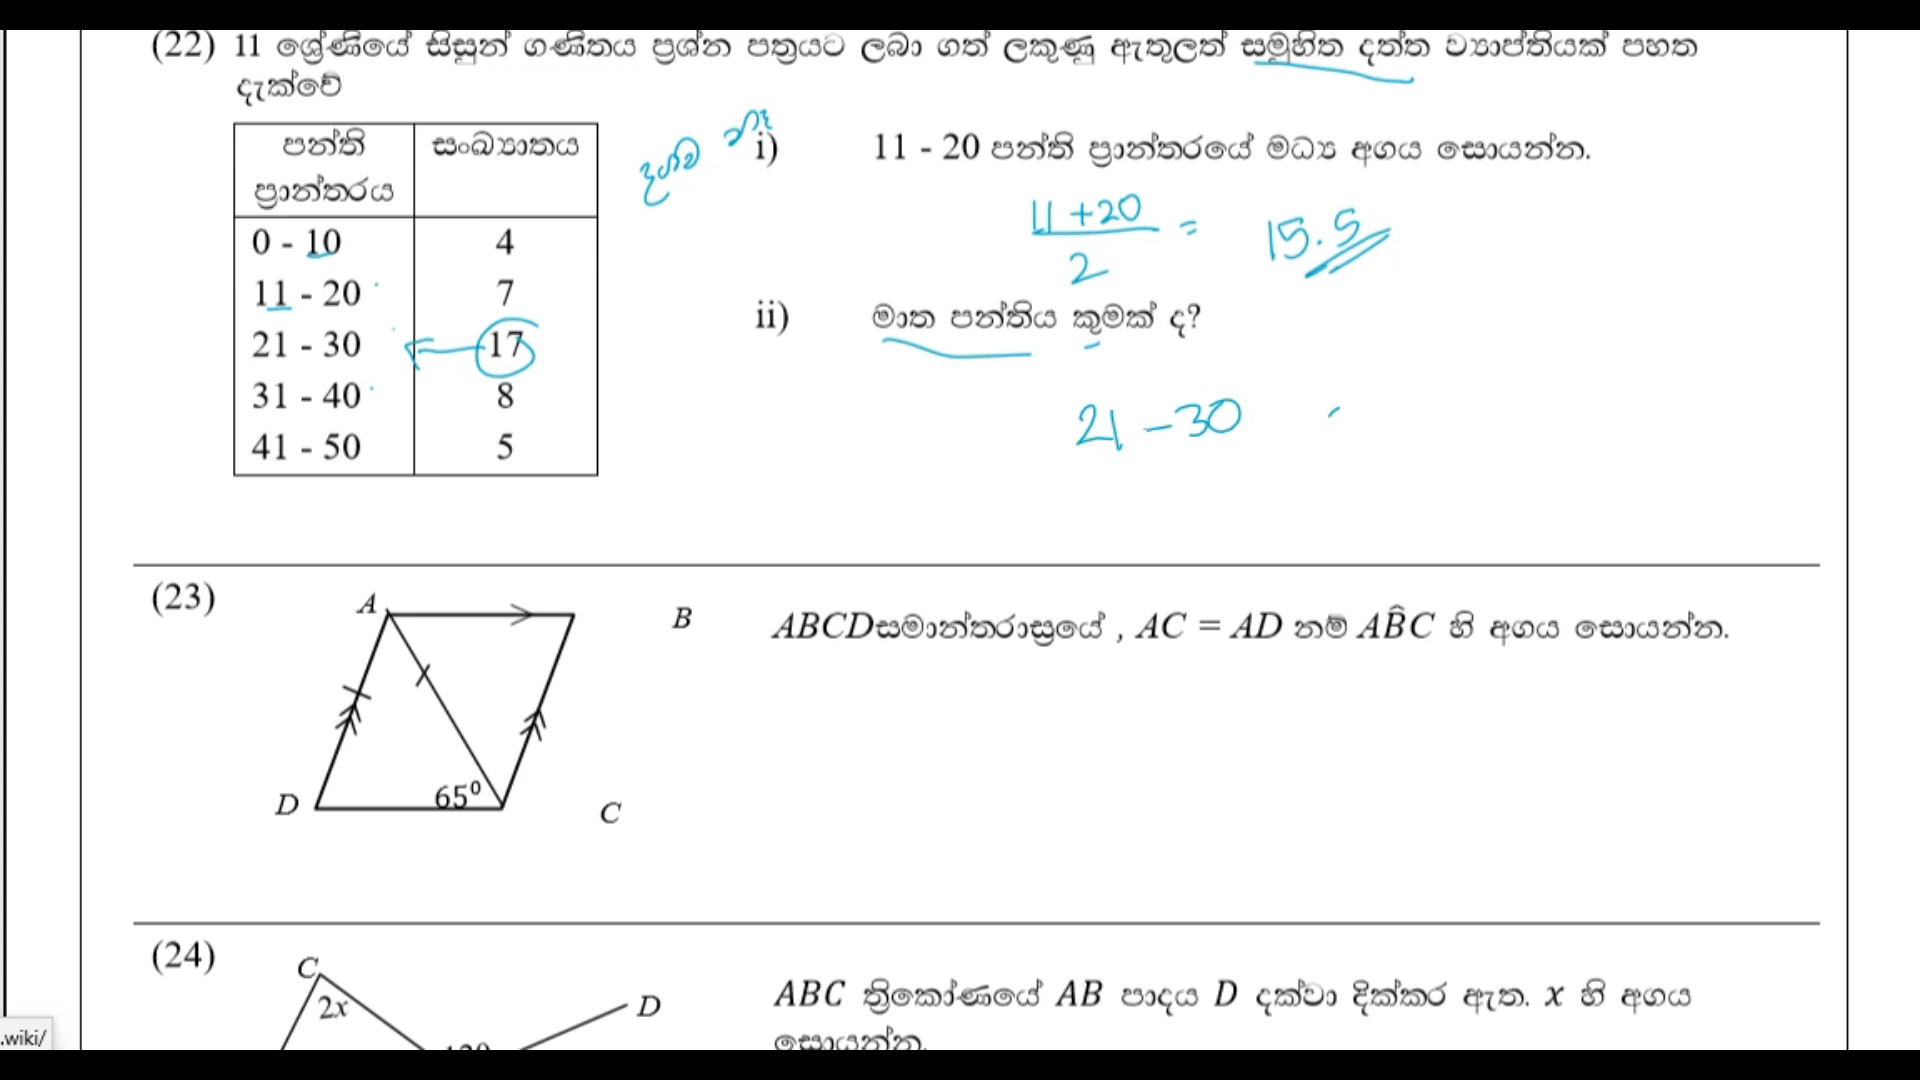 (22) 11 ශ්‍රේණියේ සිසුන් ගණිතය ප්‍රශ්න පත්‍රයට ලබා ගත් ලකුණු ඇතුලත් සමුහිත දත්ත ව්‍යාප්තියක් පහත
දැක්වේ
පන්ති ප්‍රාන්තරය සංඛ්‍යාතය
0 - 10 4
11 - 20 7
21 - 30 17
31 - 40 8
41 - 50 5
i) 11 - 20 පන්ති ප්‍රාන්තරයේ මධ්‍ය අගය සොයන්න.
11 + 20
2
= 15.5
ii) මාත පන්තිය කුමක් ද?
21 - 30
(23) ABCDසමාන්තරාස්‍රයේ , AC = AD නම් AB̂C හි අගය සොයන්න.
A
B
65⁰
D
C
(24) ABC ත්‍රිකෝණයේ AB පාදය D දක්වා දික්කර ඇත. x හි අගය
සොයන්න.
C
2x
D
.wiki/